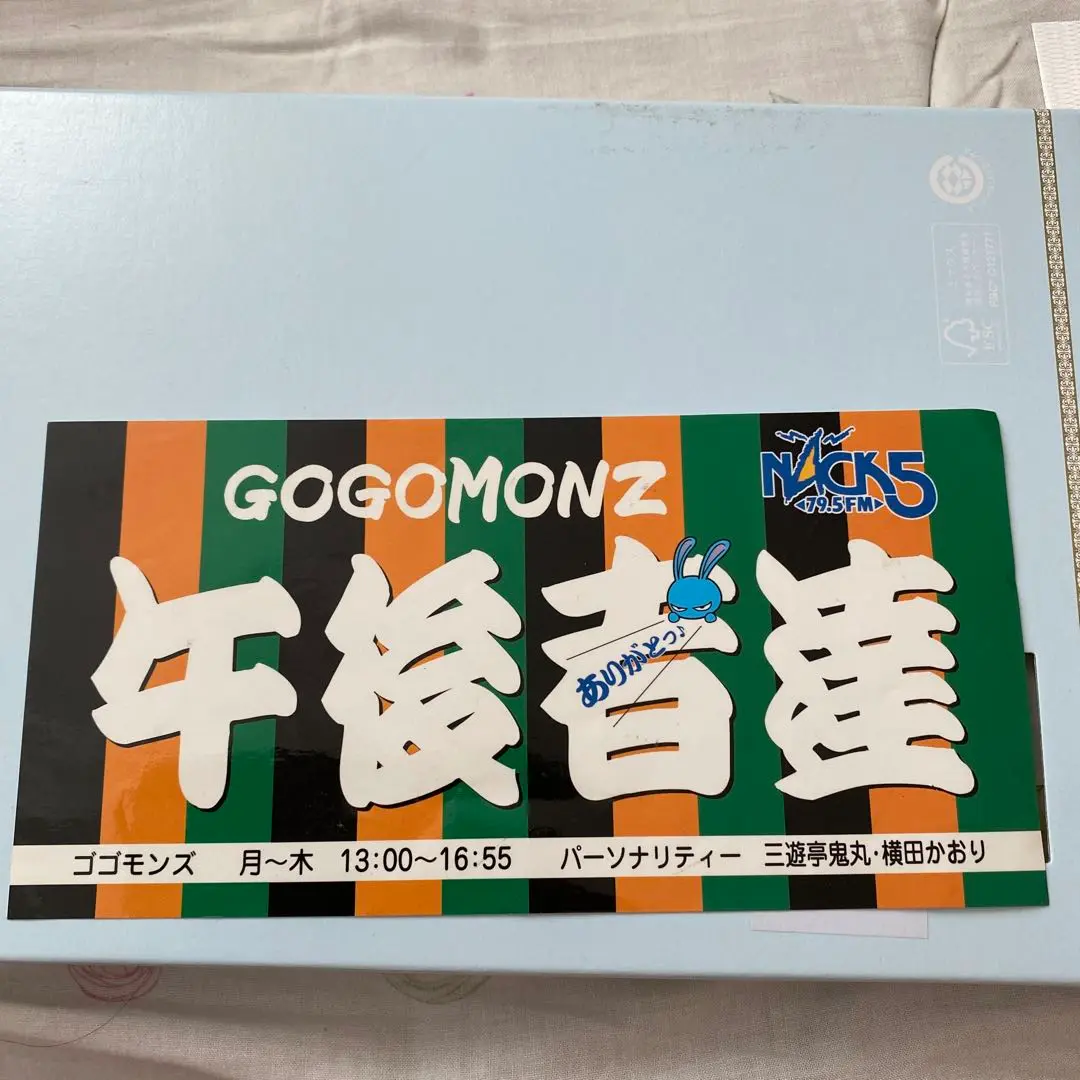 GOGOMONZ
NACK5
79.5FM
午後音達
ありがとっ♪
ゴゴモンズ 月〜木 13:00〜16:55 パーソナリティー 三遊亭鬼丸・横田かおり
FSC